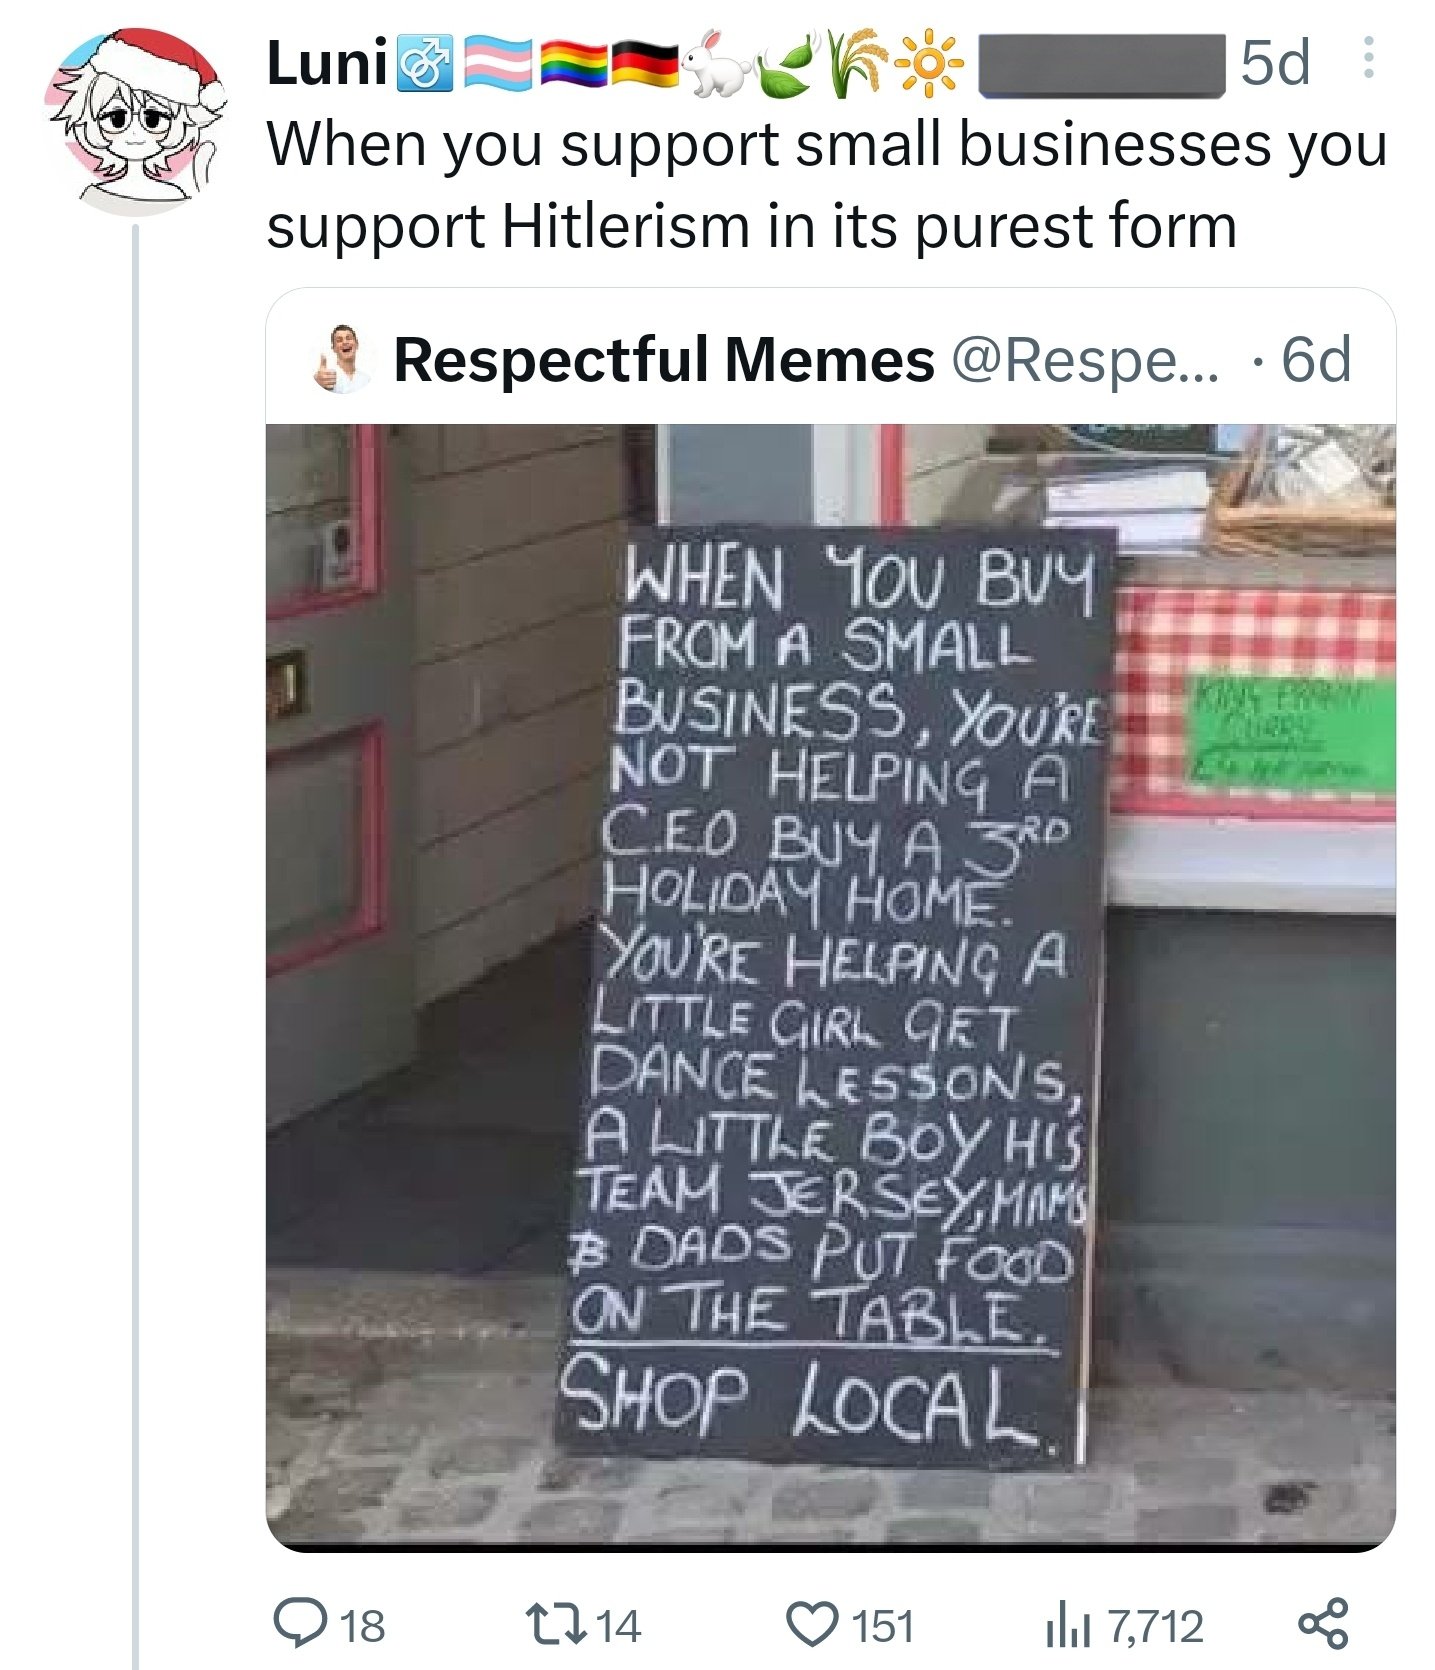 Luni 5d
When you support small businesses you
support Hitlerism in its purest form
Respectful Memes @Respe... · 6d
WHEN YOU BUY
FROM A SMALL
BUSINESS, YOU'RE
NOT HELPING A
C.E.O BUY A 3RD
HOLIDAY HOME.
YOU'RE HELPING A
LITTLE GIRL GET
DANCE LESSONS,
A LITTLE BOY HIS
TEAM JERSEY, MAMS
& DADS PUT FOOD
ON THE TABLE.
SHOP LOCAL.
KING PRAWN
CURRY
18 14 151 7,712